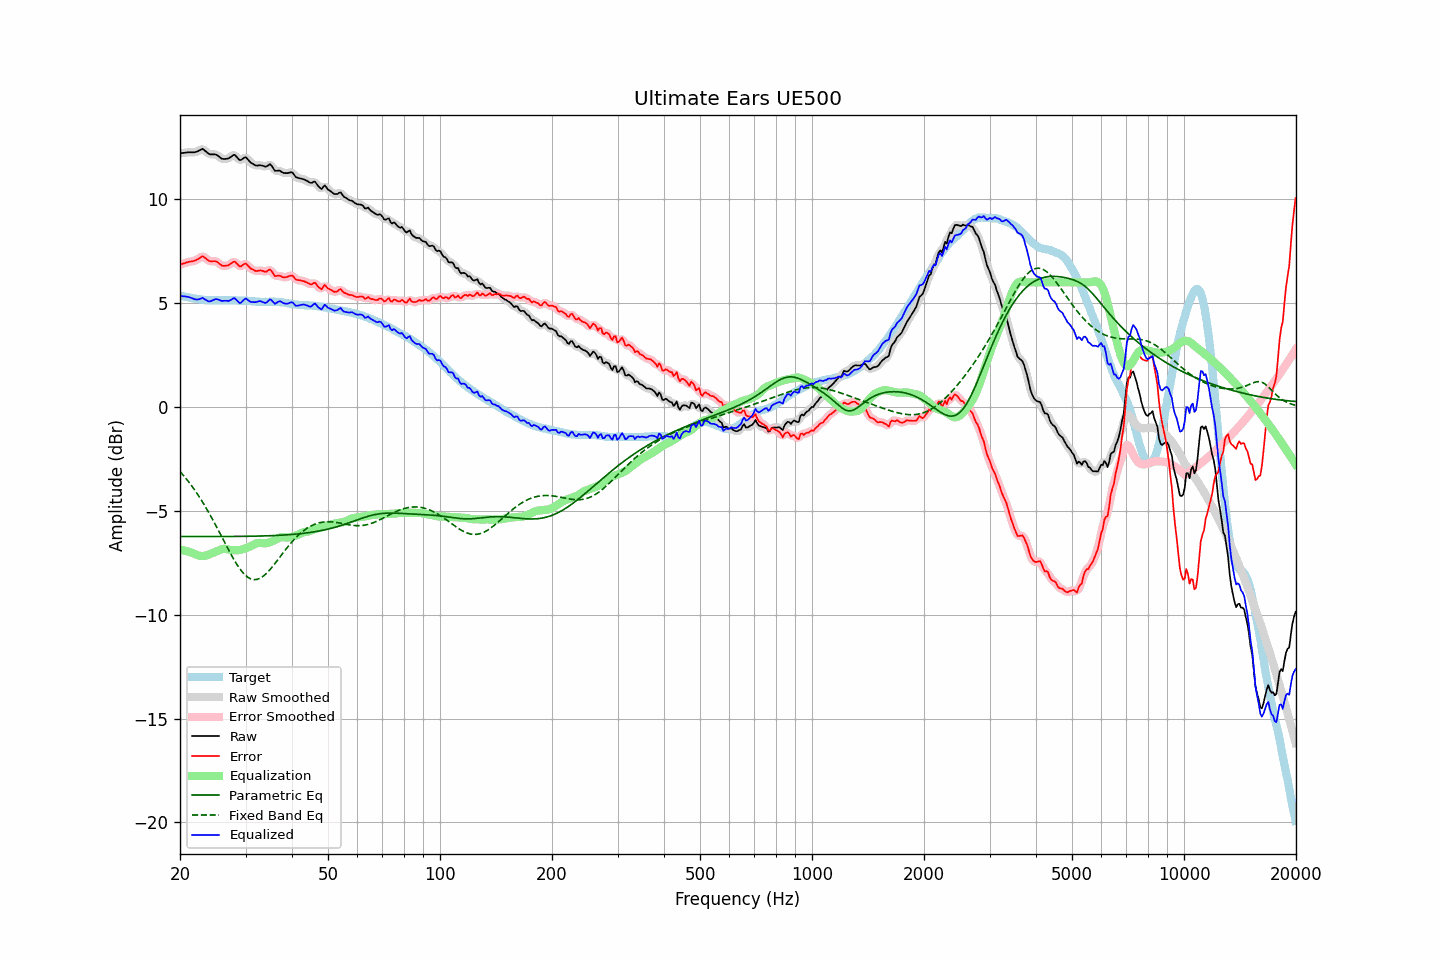 Ultimate Ears UE500
Amplitude (dBr)
10
5
0
−5
−10
−15
−20
Target
Raw Smoothed
Error Smoothed
Raw
Error
Equalization
Parametric Eq
Fixed Band Eq
Equalized
20 50 100 200 500 1000 2000 5000 10000 20000
Frequency (Hz)